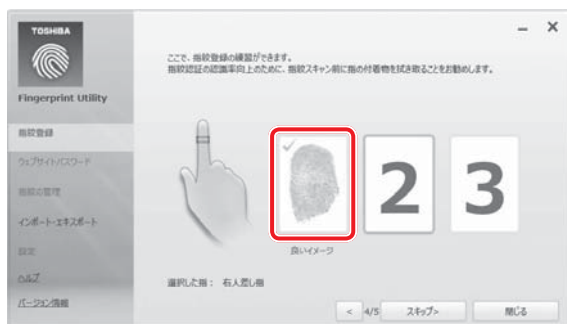 TOSHIBA
Fingerprint Utility
指紋登録
ウェブサイトパスワード
指紋の管理
インポート・エクスポート
設定
ヘルプ
バージョン情報
ここで、指紋登録の練習ができます。
指紋認証の認識率向上のために、指紋スキャン前に指の付着物を拭き取ることをお勧めします。
2
3
良いイメージ
選択した指： 右人差し指
< 4/5 スキップ> 閉じる